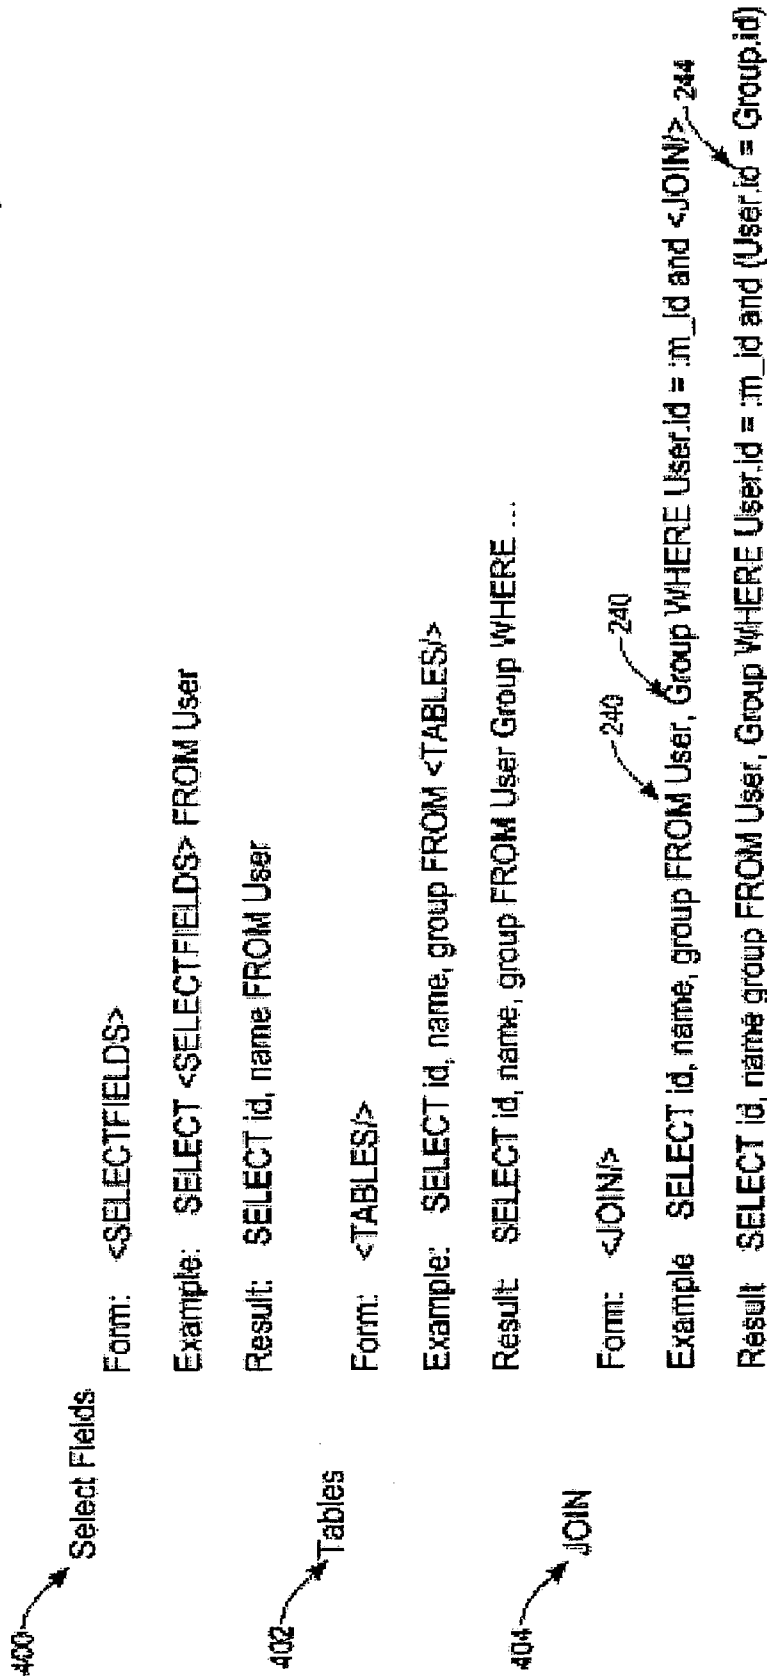 400
Select Fields
Form: <SELECTFIELDS>
Example: SELECT <SELECTFIELDS> FROM User
Result: SELECT id, name FROM User
402
Tables
Form: <TABLES/>
Example: SELECT id, name, group FROM <TABLES/>
Result: SELECT id, name, group FROM User Group WHERE ...
404
JOIN
Form: <JOIN/>
240
240
Example SELECT id, name, group FROM User, Group WHERE User.id = :m_id and <JOIN/>
244
Result SELECT id, name group FROM User, Group WHERE User.id = :m_id and (User.id = Group.id)